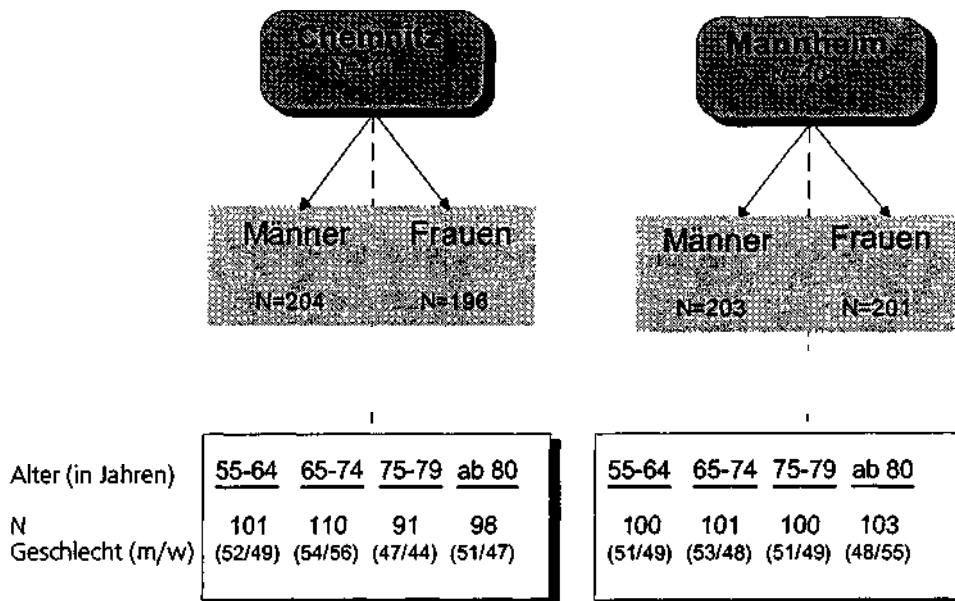 Chemnitz
Mannheim
Männer Frauen
N=204 N=196
Männer Frauen
N=203 N=201
Alter (in Jahren) 55-64 65-74 75-79 ab 80 55-64 65-74 75-79 ab 80
N 101 110 91 98 100 101 100 103
Geschlecht (m/w) (52/49) (54/56) (47/44) (51/47) (51/49) (53/48) (51/49) (48/55)